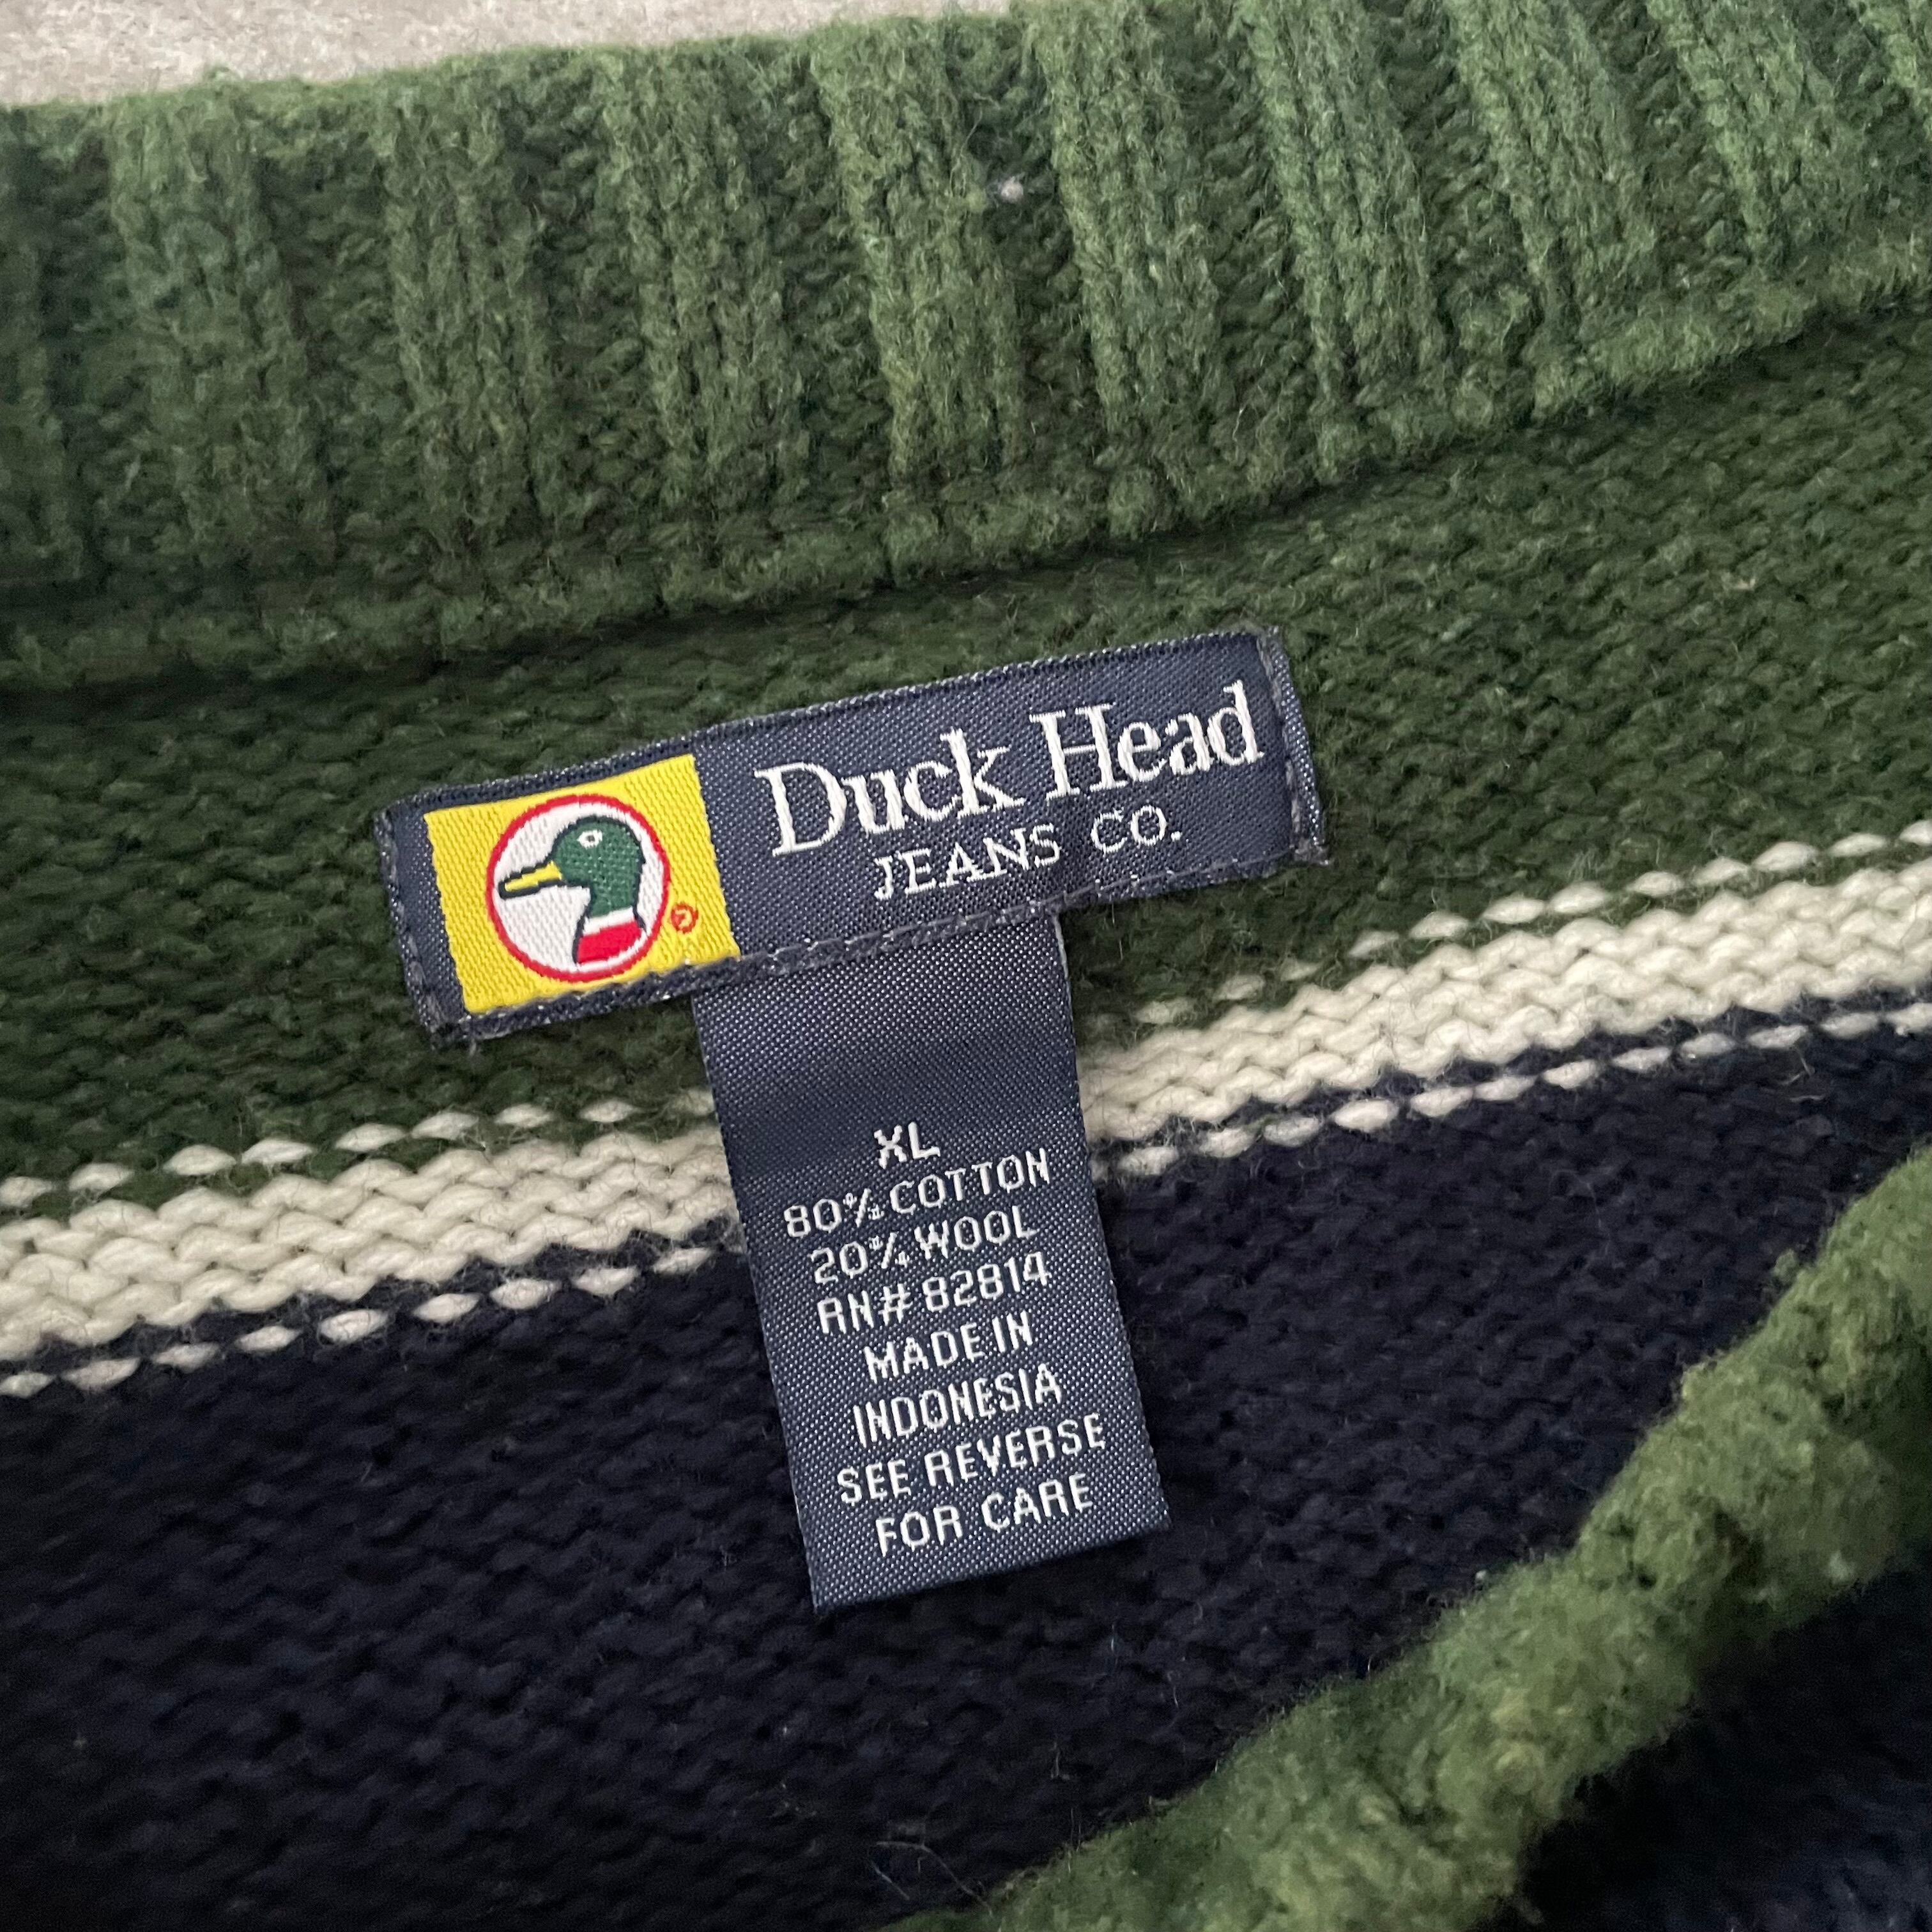 Duck Head
JEANS CO.
®
XL
80% COTTON
20% WOOL
RN# 82814
MADE IN
INDONESIA
SEE REVERSE
FOR CARE